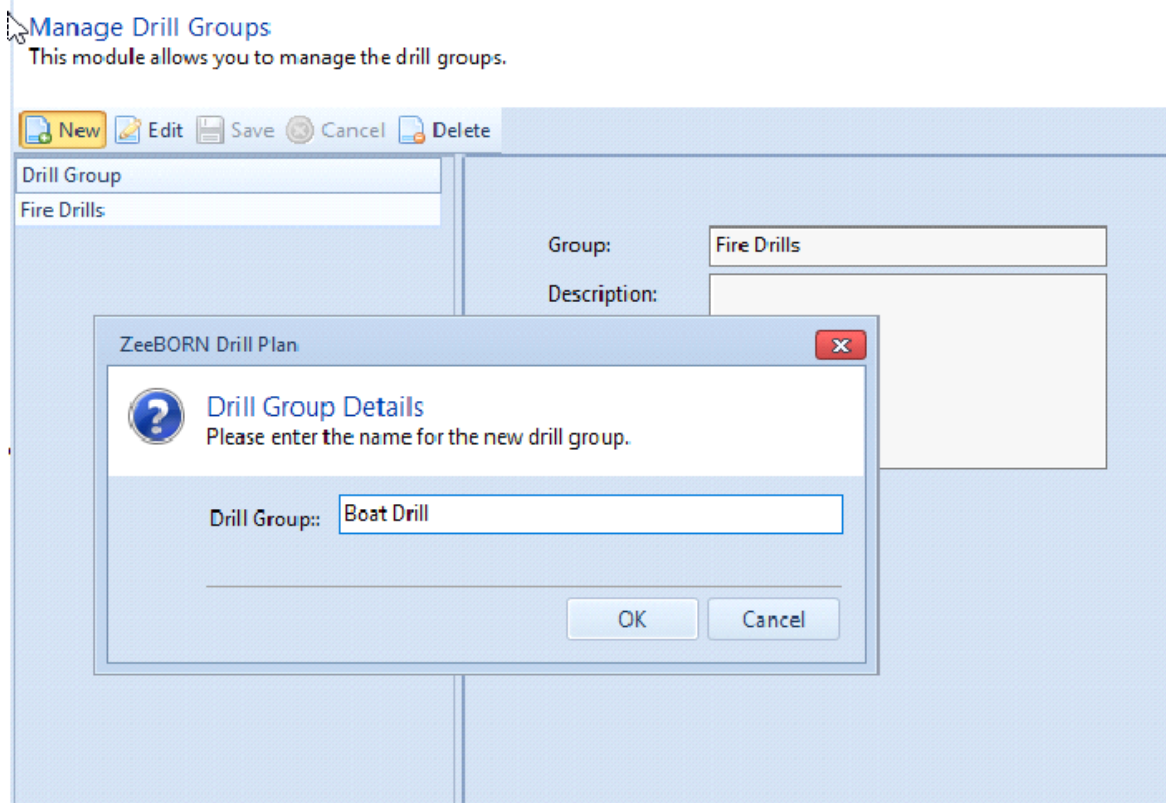 Manage Drill Groups
This module allows you to manage the drill groups.
New Edit Save Cancel Delete
Drill Group
Fire Drills
Group: Fire Drills
Description:
ZeeBORN Drill Plan
Drill Group Details
Please enter the name for the new drill group.
Drill Group:: Boat Drill
OK Cancel